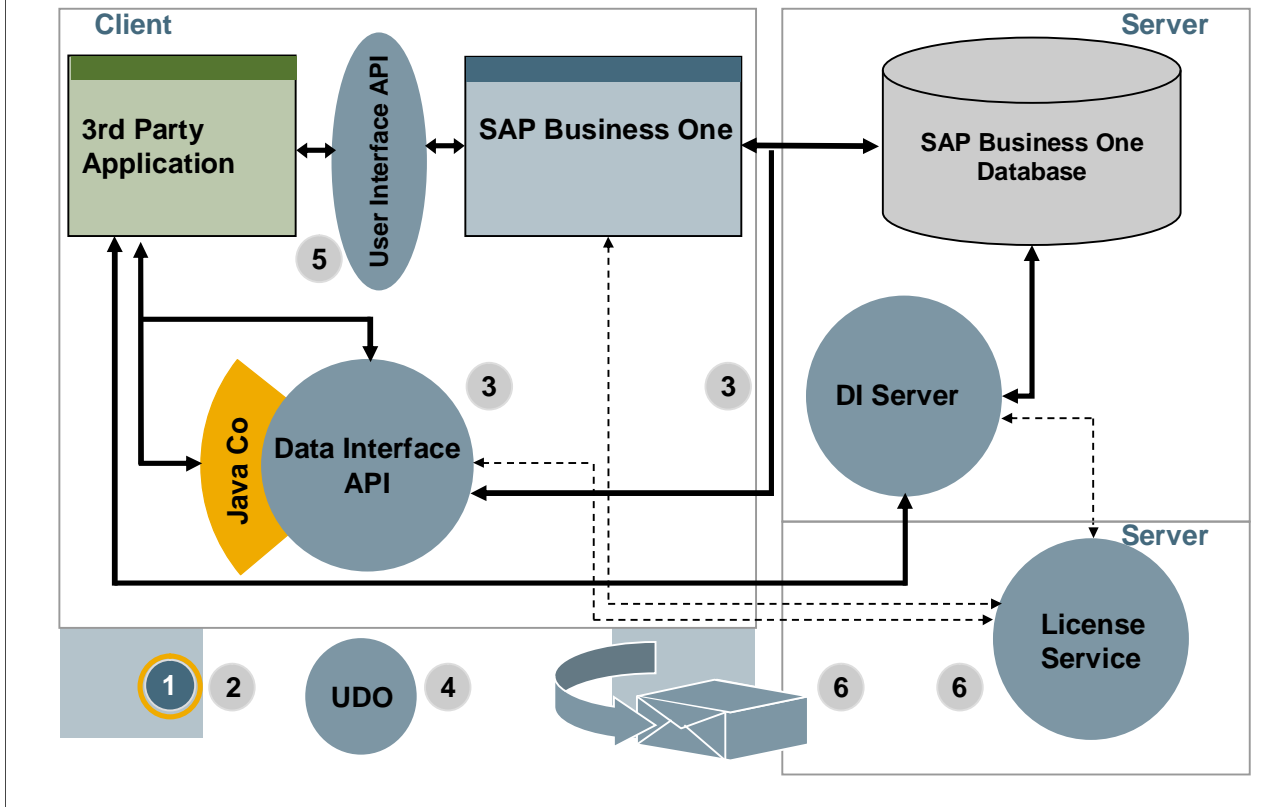 Client
Server
3rd Party
Application
User Interface API
SAP Business One
SAP Business One
Database
5
3
3
DI Server
Java Co
Data Interface
API
Server
License
Service
1
2
UDO
4
6
6